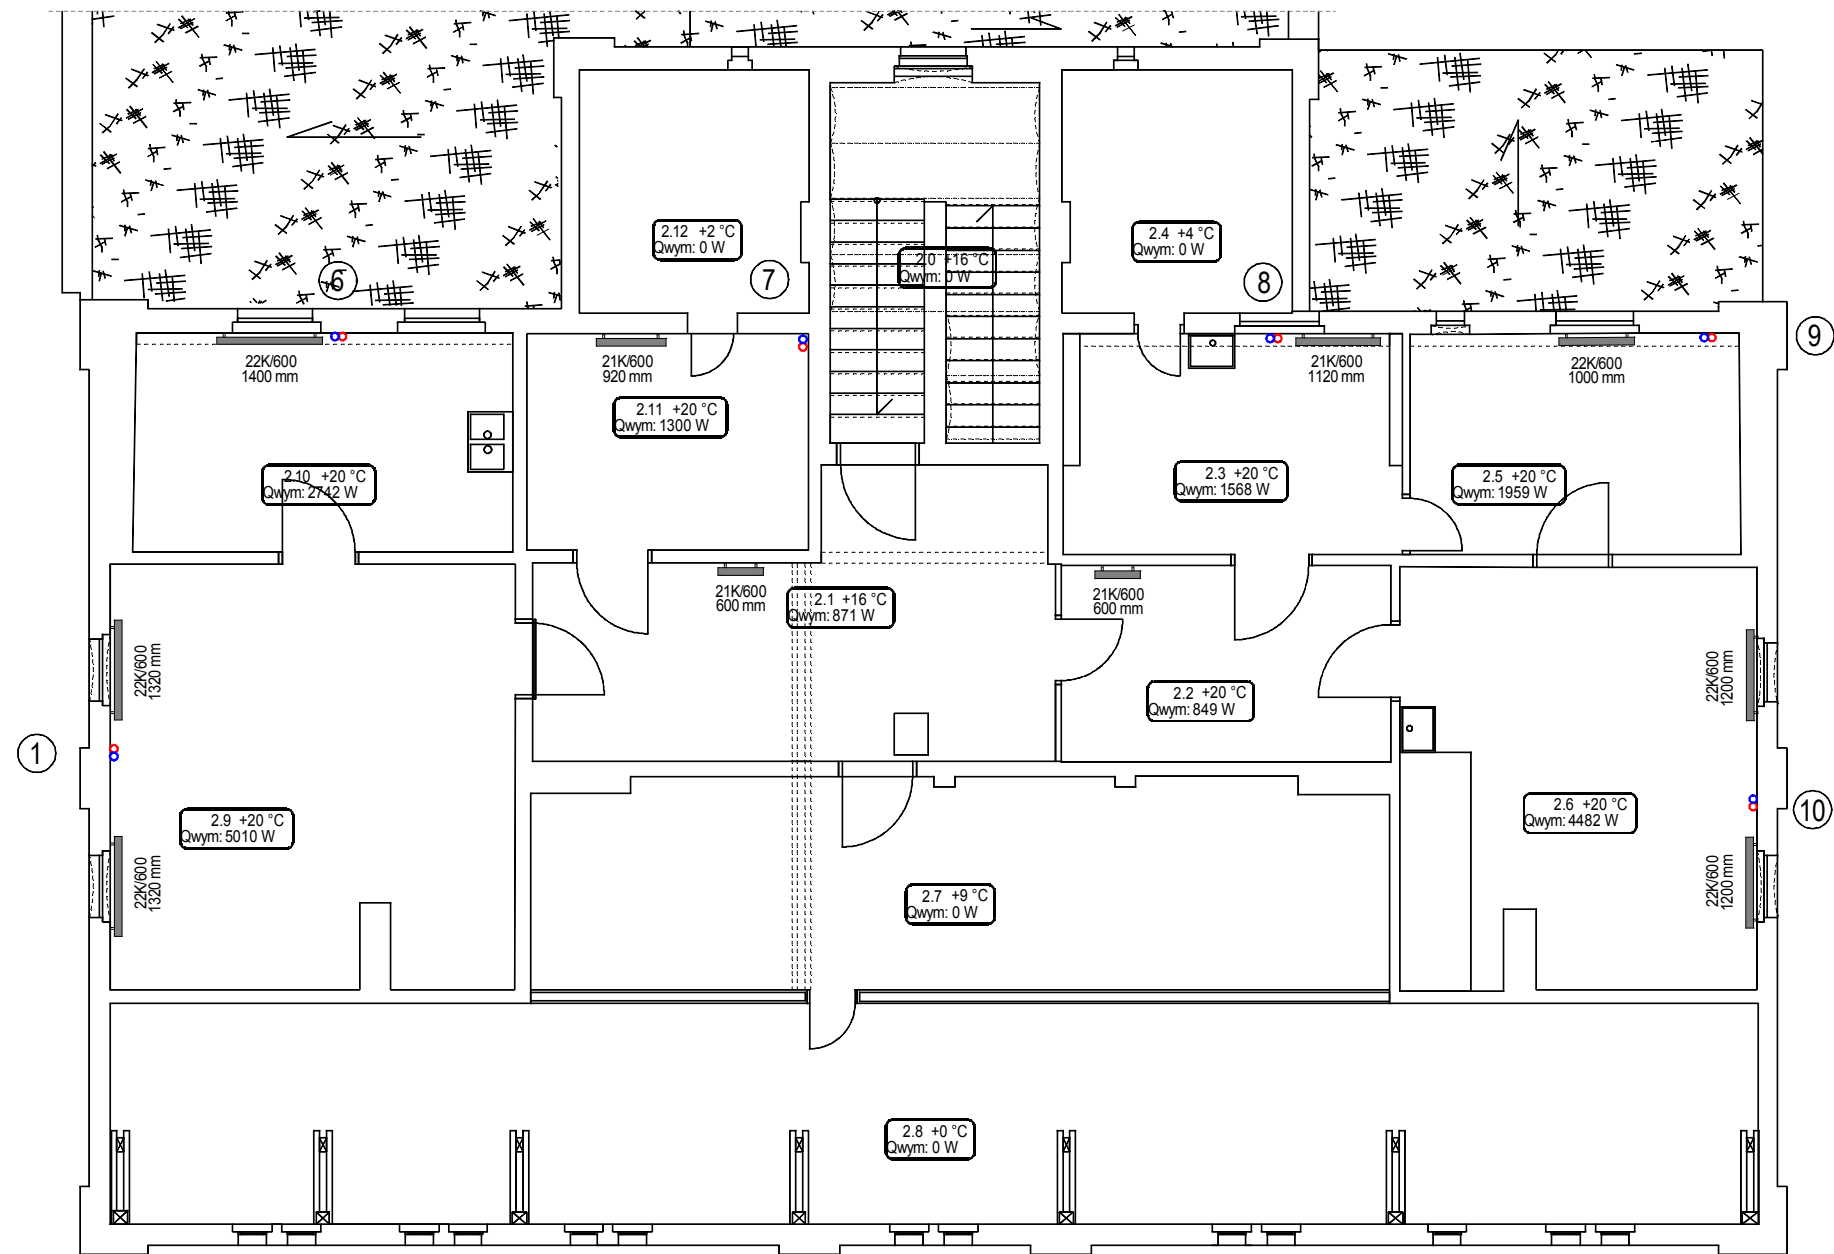 2.12 +2 °C
Qwym: 0 W
2.0 +16 °C
Qwym: 0 W
2.4 +4 °C
Qwym: 0 W
6
7
8
9
22K/600
1400 mm
21K/600
920 mm
21K/600
1120 mm
22K/600
1000 mm
2.11 +20 °C
Qwym: 1300 W
2.10 +20 °C
Qwym: 2742 W
2.3 +20 °C
Qwym: 1568 W
2.5 +20 °C
Qwym: 1959 W
21K/600
600 mm
2.1 +16 °C
Qwym: 871 W
21K/600
600 mm
22K/600
1320 mm
22K/600
1200 mm
2.2 +20 °C
Qwym: 849 W
1
2.9 +20 °C
Qwym: 5010 W
2.6 +20 °C
Qwym: 4482 W
10
22K/600
1320 mm
2.7 +9 °C
Qwym: 0 W
22K/600
1200 mm
2.8 +0 °C
Qwym: 0 W